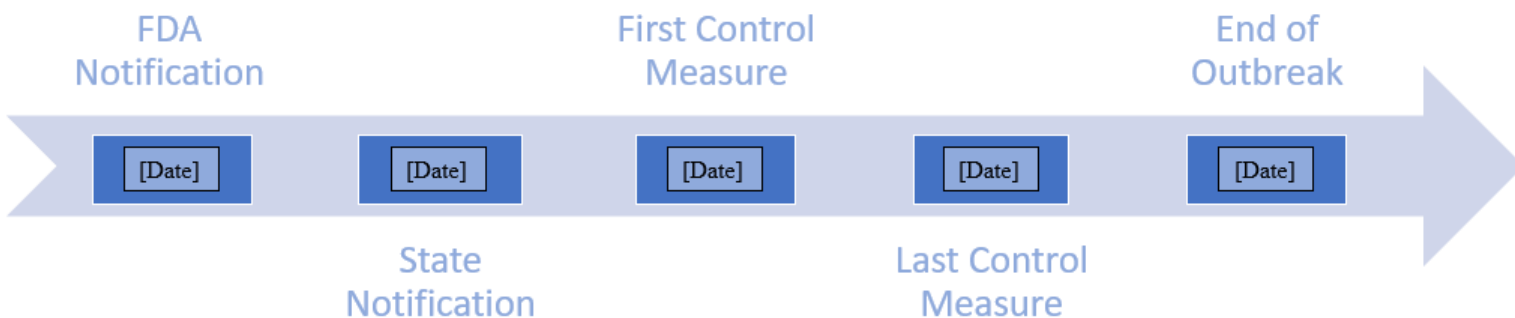 FDA
Notification
First Control
Measure
End of
Outbreak
[Date]
[Date]
[Date]
[Date]
[Date]
State
Notification
Last Control
Measure